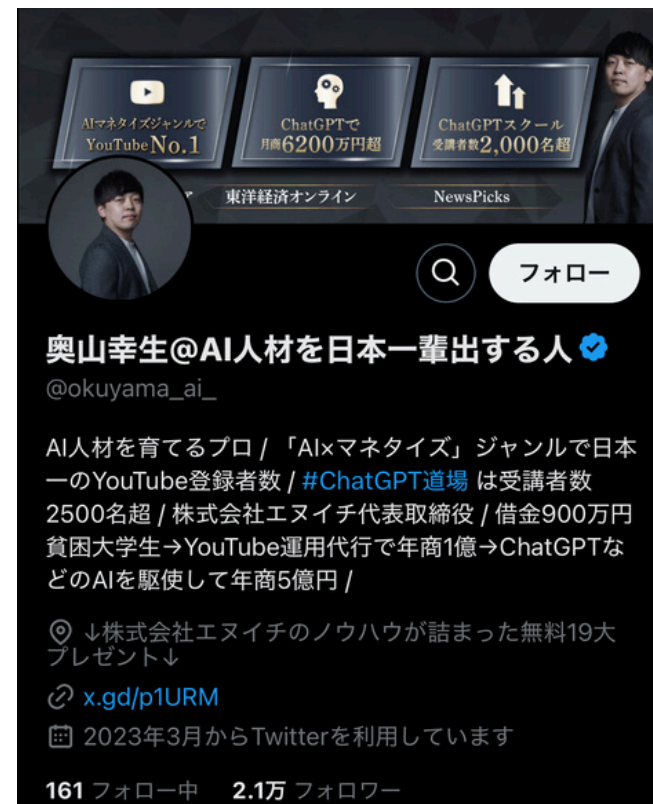 AIマネタイズジャンルで
YouTube No.1
ChatGPTで
月商6200万円超
ChatGPTスクール
受講者数2,000名超
東洋経済オンライン
NewsPicks
フォロー
奥山幸生@AI人材を日本一輩出する人
@okuyama_ai_
AI人材を育てるプロ / 「AI×マネタイズ」ジャンルで日本
一のYouTube登録者数 / #ChatGPT道場 は受講者数
2500名超 / 株式会社エヌイチ代表取締役 / 借金900万円
貧困大学生→YouTube運用代行で年商1億→ChatGPTな
どのAIを駆使して年商5億円 /
↓株式会社エヌイチのノウハウが詰まった無料19大
プレゼント↓
x.gd/p1URM
2023年3月からTwitterを利用しています
161 フォロー中 2.1万 フォロワー